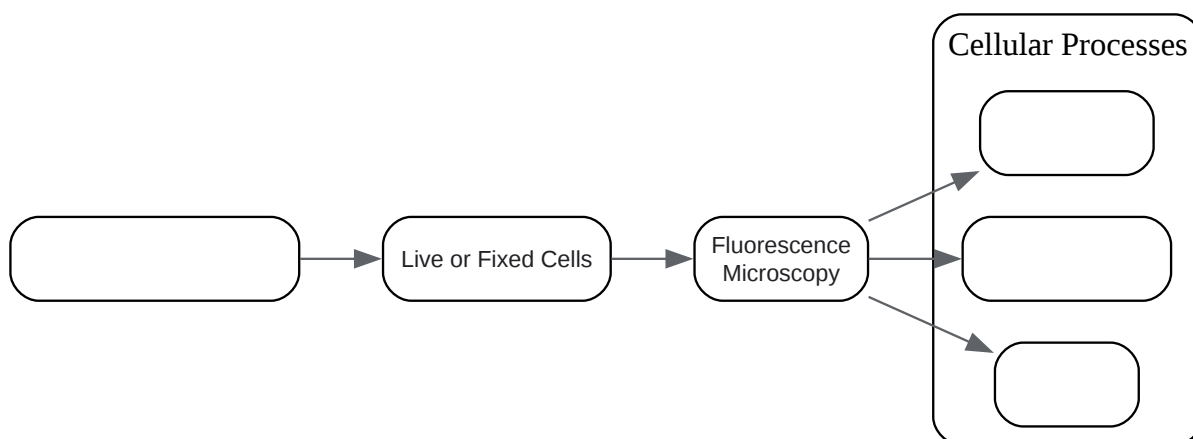 Cellular Processes
Live or Fixed Cells
Fluorescence
Microscopy